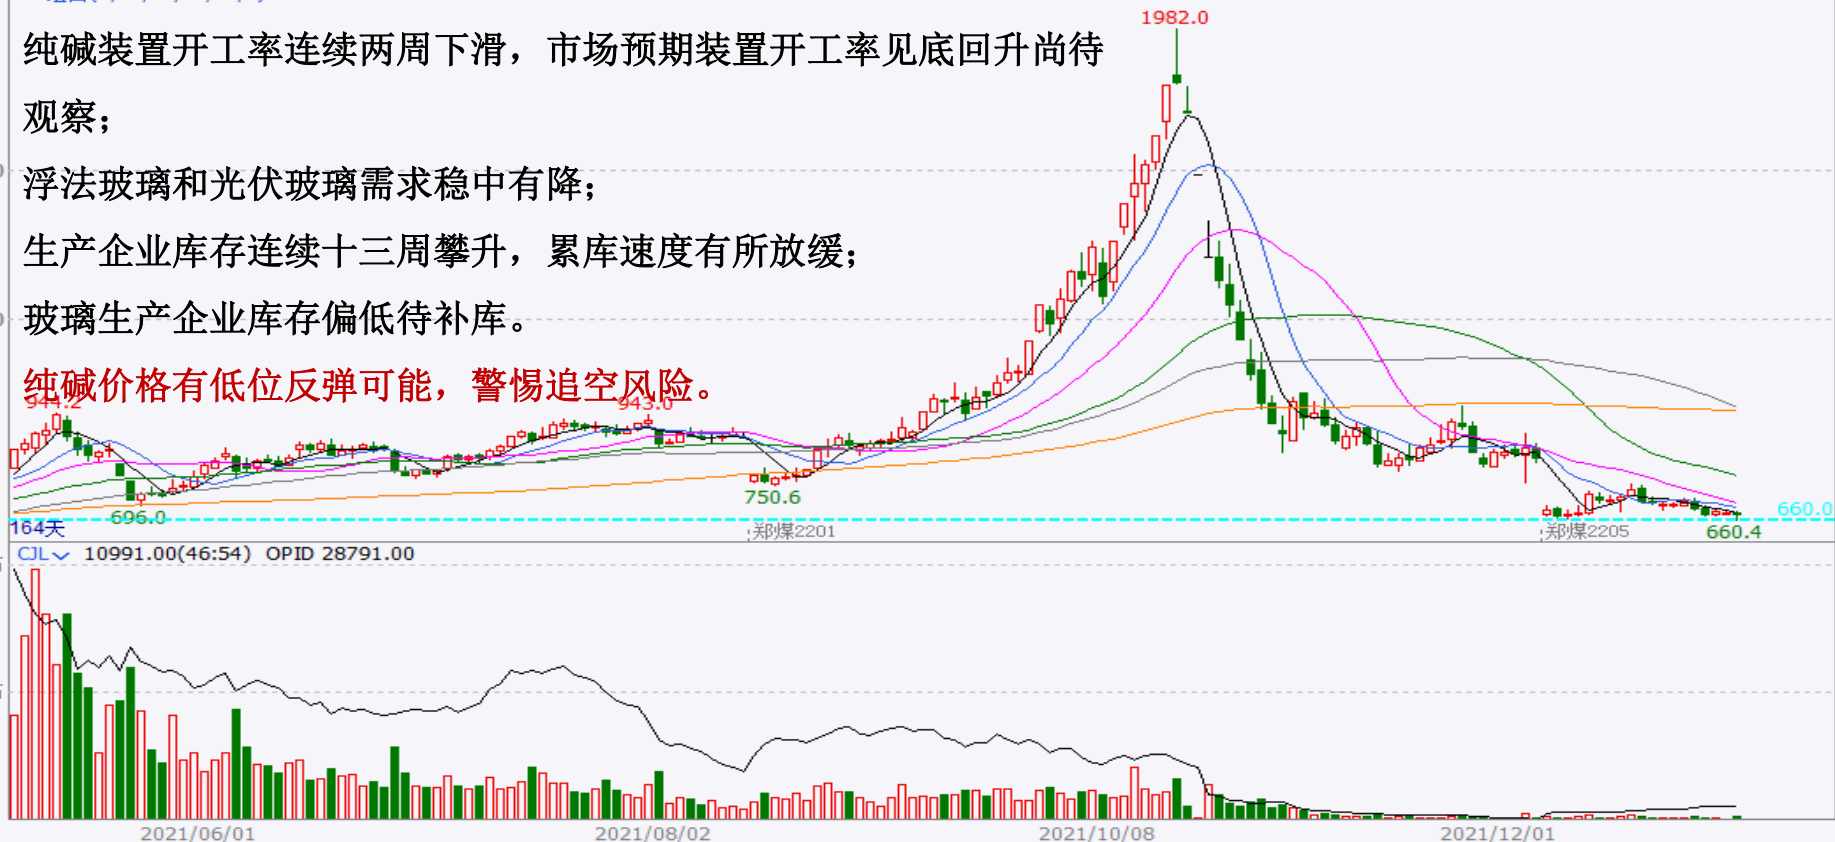 1982.0
纯碱装置开工率连续两周下滑，市场预期装置开工率见底回升尚待
观察；
浮法玻璃和光伏玻璃需求稳中有降；
生产企业库存连续十三周攀升，累库速度有所放缓；
玻璃生产企业库存偏低待补库。
纯碱价格有低位反弹可能，警惕追空风险。
944.2
943.0
750.6
696.0
660.0
164天
郑煤2201
郑煤2205
660.4
CJL 10991.00(46:54) OPID 28791.00
2021/06/01 2021/08/02 2021/10/08 2021/12/01